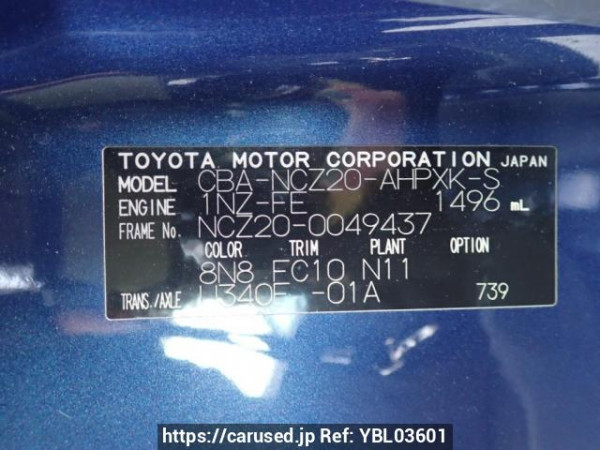 TOYOTA MOTOR CORPORATION JAPAN
MODEL CBA-NCZ20-AHPXK-S
ENGINE 1NZ-FE 1496 mL
FRAME No. NCZ20-0049437
COLOR TRIM PLANT OPTION
8N8 FC10 N11
TRANS./AXLE U340E -01A 739
https://carused.jp Ref: YBL03601